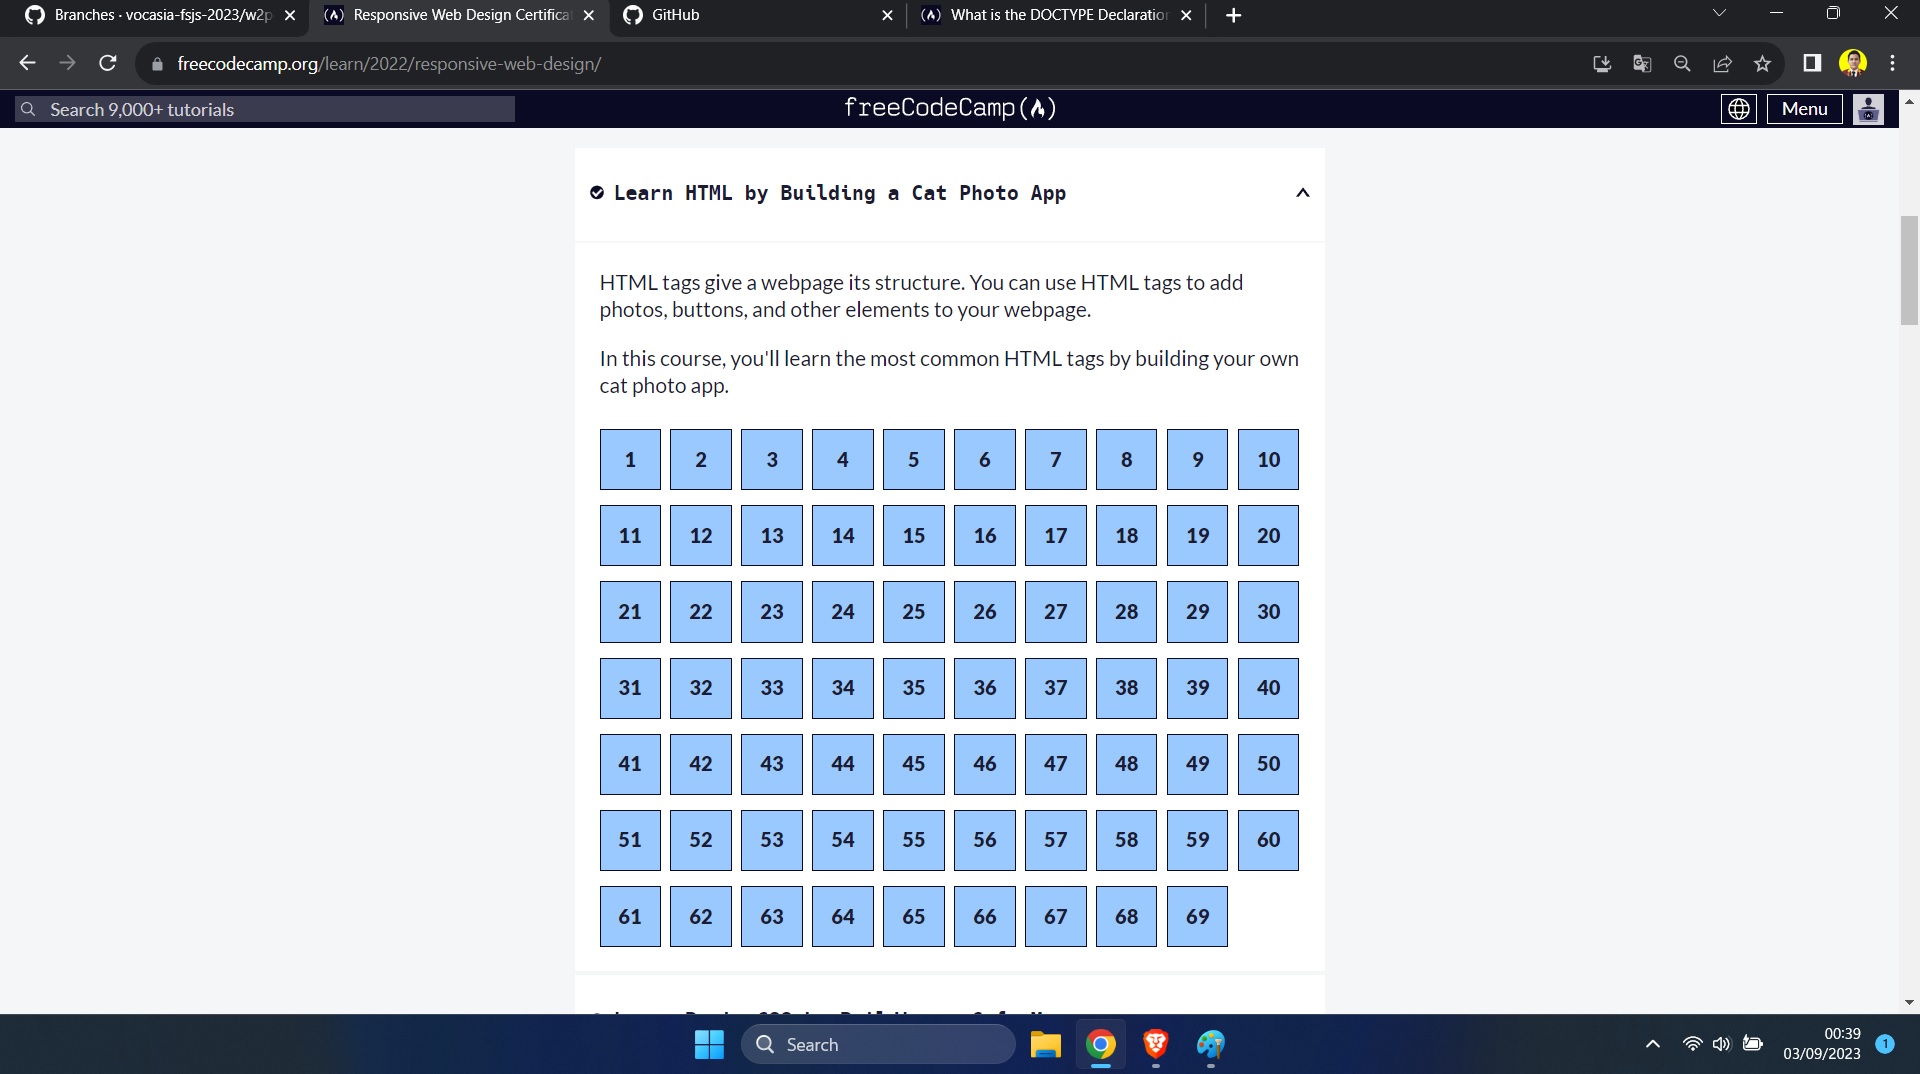 Branches · vocasia-fsjs-2023/w2p
Responsive Web Design Certifica
GitHub
What is the DOCTYPE Declaration
freecodecamp.org/learn/2022/responsive-web-design/
Search 9,000+ tutorials
freeCodeCamp(🔥)
Menu
Learn HTML by Building a Cat Photo App
HTML tags give a webpage its structure. You can use HTML tags to add
photos, buttons, and other elements to your webpage.
In this course, you'll learn the most common HTML tags by building your own
cat photo app.
1 2 3 4 5 6 7 8 9 10
11 12 13 14 15 16 17 18 19 20
21 22 23 24 25 26 27 28 29 30
31 32 33 34 35 36 37 38 39 40
41 42 43 44 45 46 47 48 49 50
51 52 53 54 55 56 57 58 59 60
61 62 63 64 65 66 67 68 69
Search
00:39
03/09/2023
1